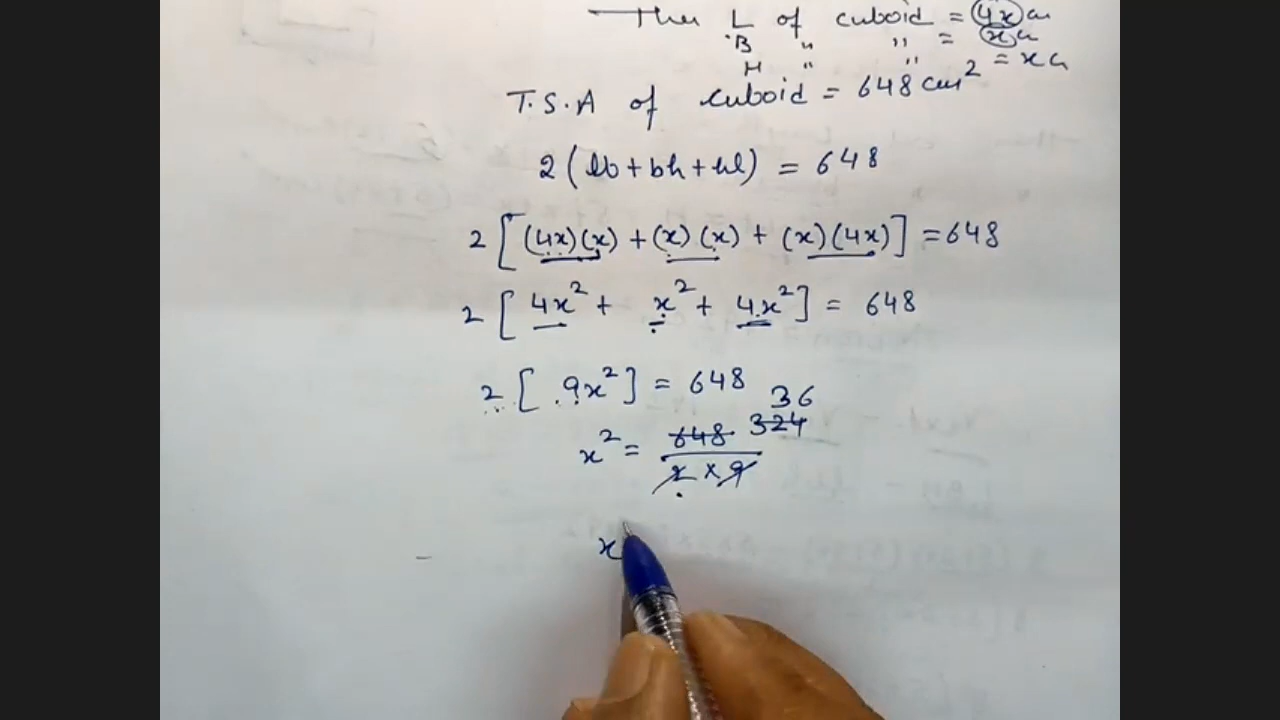 Then L of cuboid = 4x cm
B " " = x cm
H " " = x cm
T.S.A of cuboid = 648 cm²
2 (lb + bh + hl) = 648
2 [(4x)(x) + (x)(x) + (x)(4x)] = 648
2 [ 4x² + x² + 4x² ] = 648
2 [ 9x² ] = 648
36
x² = 648 324
2 × 9
x